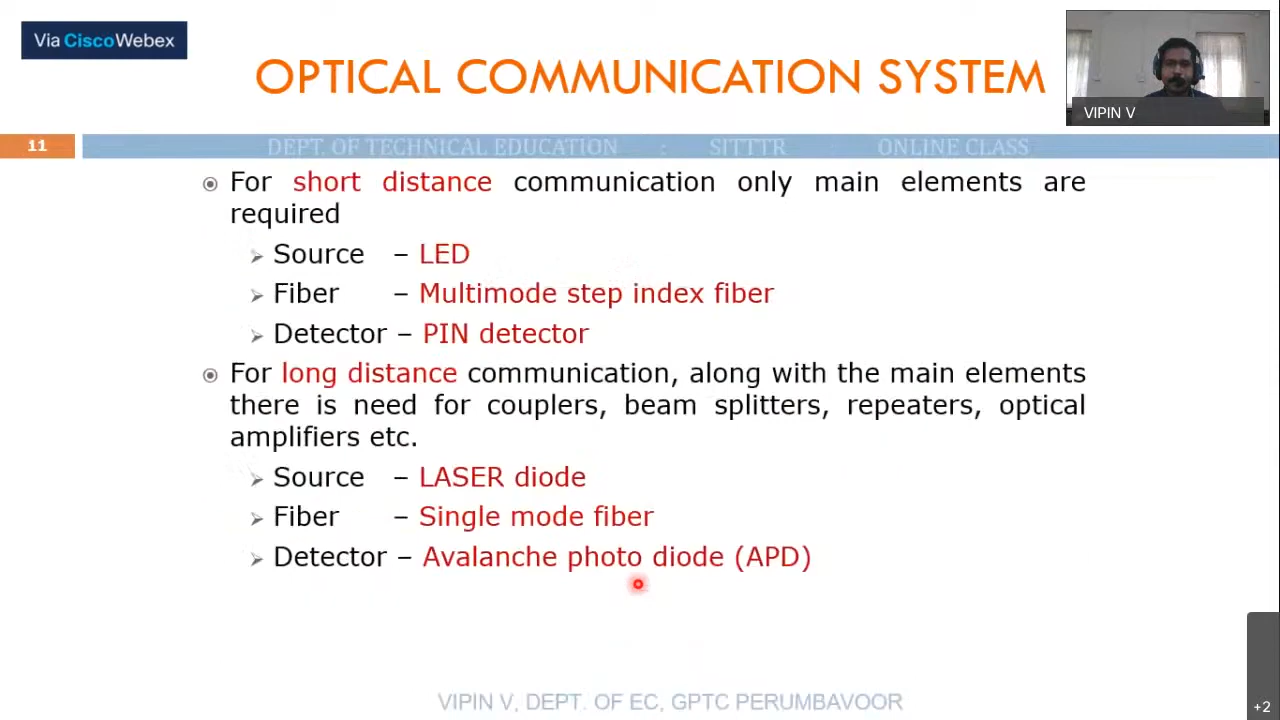 Via CiscoWebex
OPTICAL COMMUNICATION SYSTEM
VIPIN V
11
DEPT. OF TECHNICAL EDUCATION : SITTTR ONLINE CLASS
For short distance communication only main elements are
required
Source – LED
Fiber – Multimode step index fiber
Detector – PIN detector
For long distance communication, along with the main elements
there is need for couplers, beam splitters, repeaters, optical
amplifiers etc.
Source – LASER diode
Fiber – Single mode fiber
Detector – Avalanche photo diode (APD)
VIPIN V, DEPT. OF EC, GPTC PERUMBAVOOR
+2